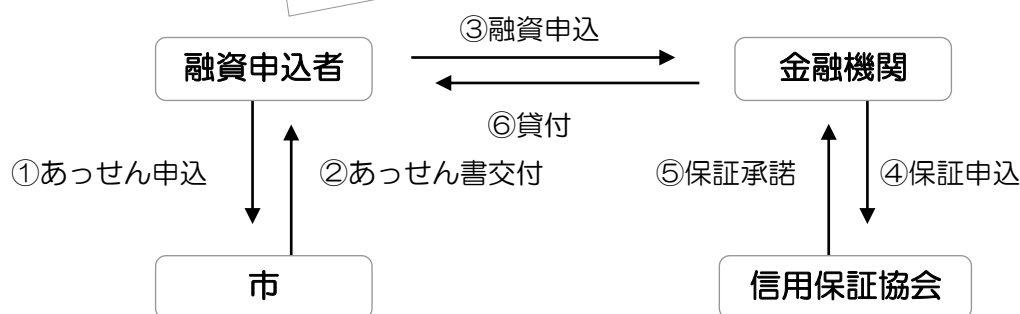 ③融資申込
融資申込者
金融機関
⑥貸付
①あっせん申込
②あっせん書交付
⑤保証承諾
④保証申込
市
信用保証協会